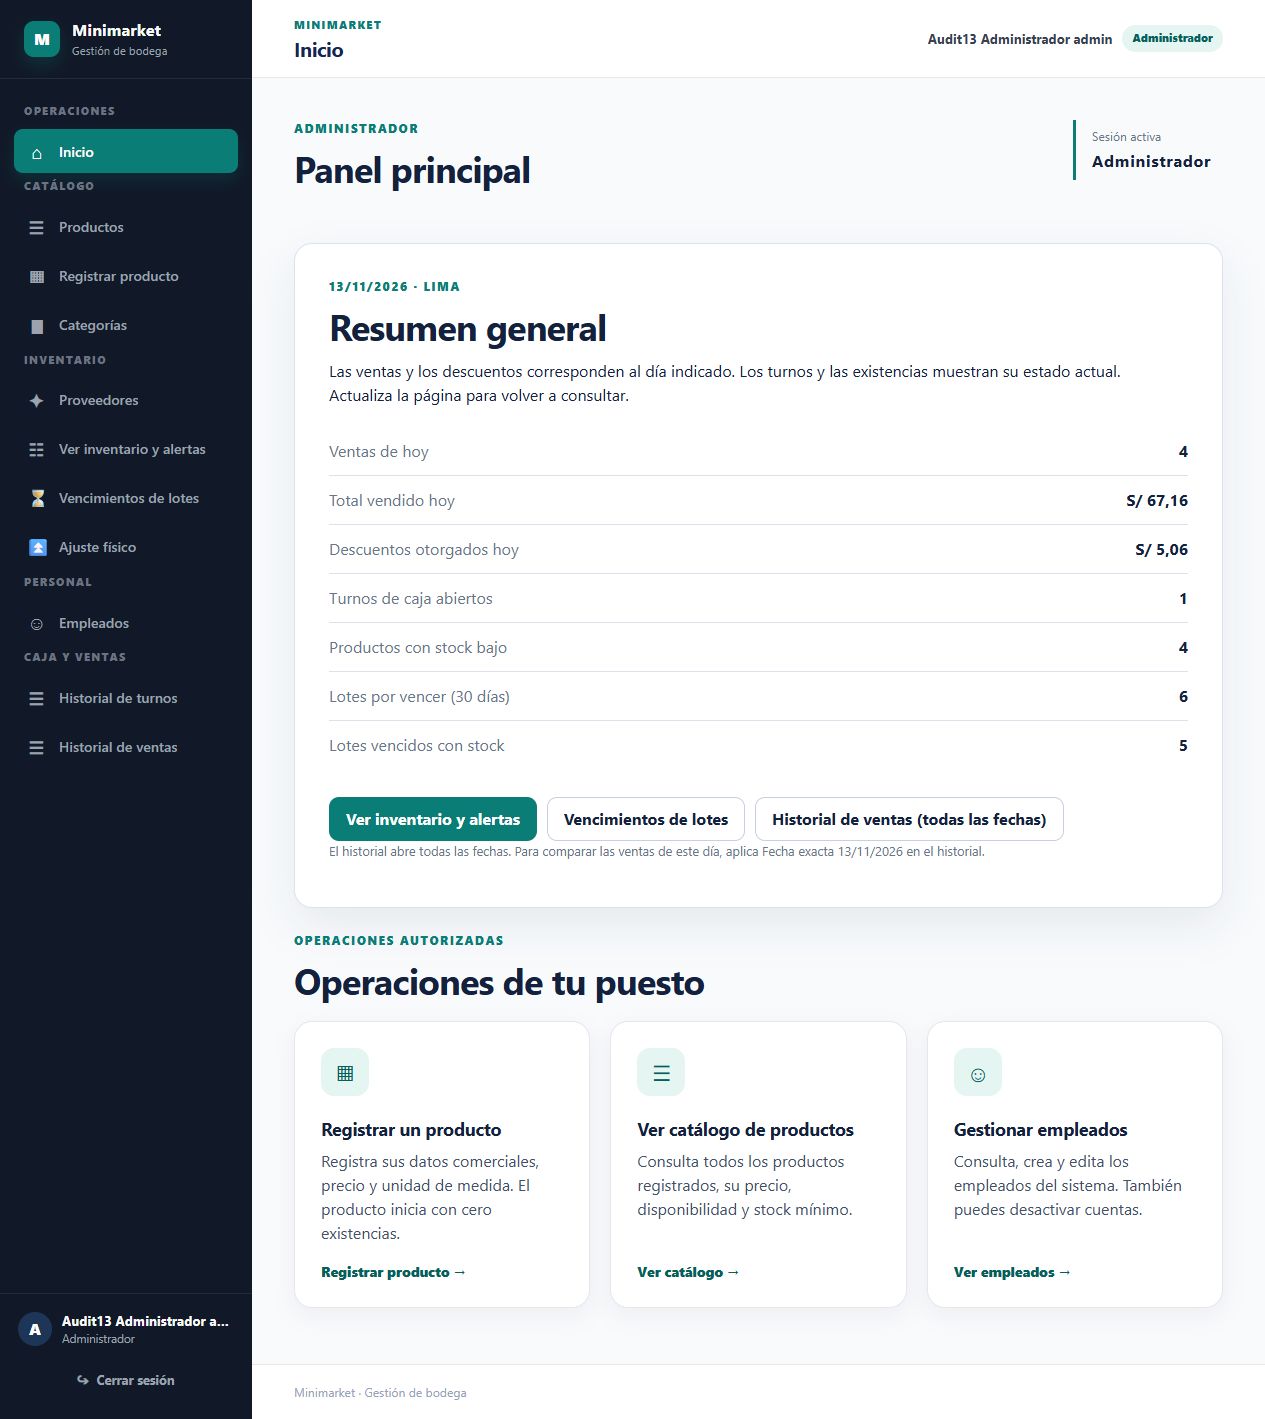 M
Minimarket
Gestión de bodega
OPERACIONES
Inicio
CATÁLOGO
Productos
Registrar producto
Categorías
INVENTARIO
Proveedores
Ver inventario y alertas
Vencimientos de lotes
Ajuste físico
PERSONAL
Empleados
CAJA Y VENTAS
Historial de turnos
Historial de ventas
A
Audit13 Administrador a...
Administrador
Cerrar sesión
MINIMARKET
Inicio
Audit13 Administrador admin
Administrador
ADMINISTRADOR
Panel principal
Sesión activa
Administrador
13/11/2026 · LIMA
Resumen general
Las ventas y los descuentos corresponden al día indicado. Los turnos y las existencias muestran su estado actual.
Actualiza la página para volver a consultar.
Ventas de hoy 4
Total vendido hoy S/ 67,16
Descuentos otorgados hoy S/ 5,06
Turnos de caja abiertos 1
Productos con stock bajo 4
Lotes por vencer (30 días) 6
Lotes vencidos con stock 5
Ver inventario y alertas
Vencimientos de lotes
Historial de ventas (todas las fechas)
El historial abre todas las fechas. Para comparar las ventas de este día, aplica Fecha exacta 13/11/2026 en el historial.
OPERACIONES AUTORIZADAS
Operaciones de tu puesto
Registrar un producto
Registra sus datos comerciales,
precio y unidad de medida. El
producto inicia con cero
existencias.
Registrar producto →
Ver catálogo de productos
Consulta todos los productos
registrados, su precio,
disponibilidad y stock mínimo.
Ver catálogo →
Gestionar empleados
Consulta, crea y edita los
empleados del sistema. También
puedes desactivar cuentas.
Ver empleados →
Minimarket · Gestión de bodega